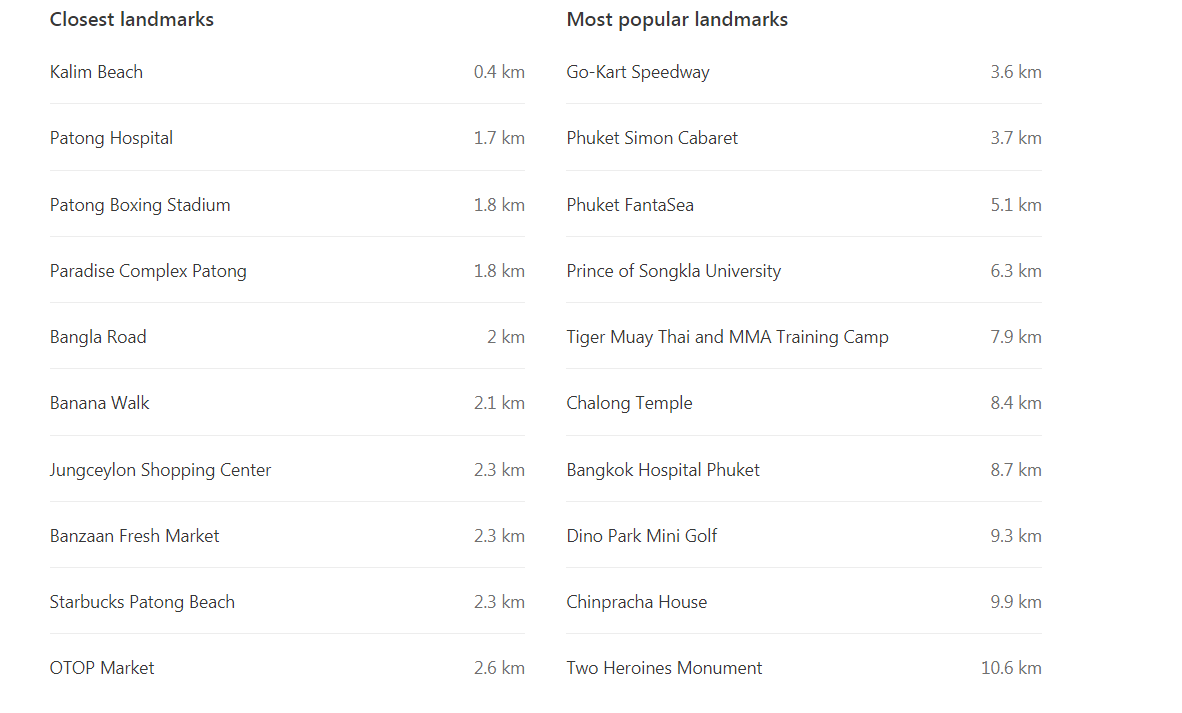 Closest landmarks
Kalim Beach 0.4 km
Patong Hospital 1.7 km
Patong Boxing Stadium 1.8 km
Paradise Complex Patong 1.8 km
Bangla Road 2 km
Banana Walk 2.1 km
Jungceylon Shopping Center 2.3 km
Banzaan Fresh Market 2.3 km
Starbucks Patong Beach 2.3 km
OTOP Market 2.6 km
Most popular landmarks
Go-Kart Speedway 3.6 km
Phuket Simon Cabaret 3.7 km
Phuket FantaSea 5.1 km
Prince of Songkla University 6.3 km
Tiger Muay Thai and MMA Training Camp 7.9 km
Chalong Temple 8.4 km
Bangkok Hospital Phuket 8.7 km
Dino Park Mini Golf 9.3 km
Chinpracha House 9.9 km
Two Heroines Monument 10.6 km